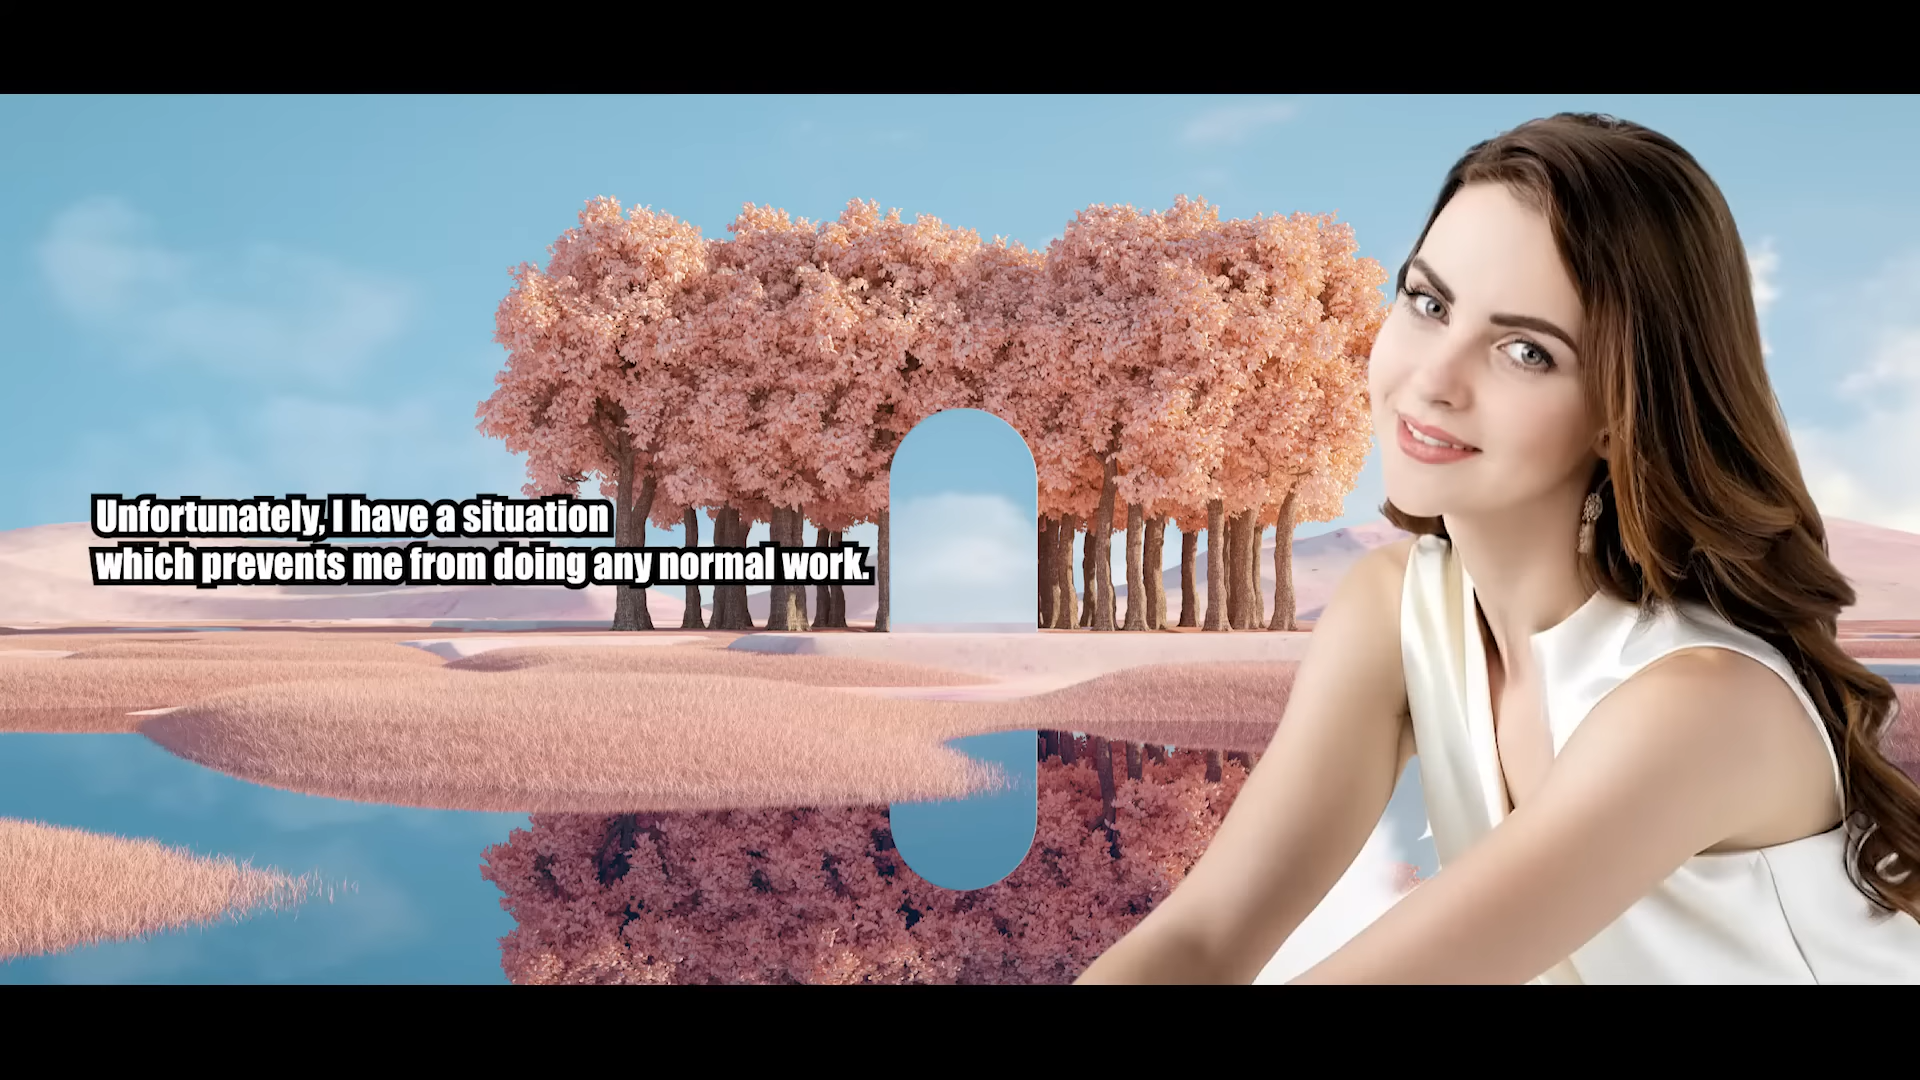 Unfortunately, I have a situation
which prevents me from doing any normal work.